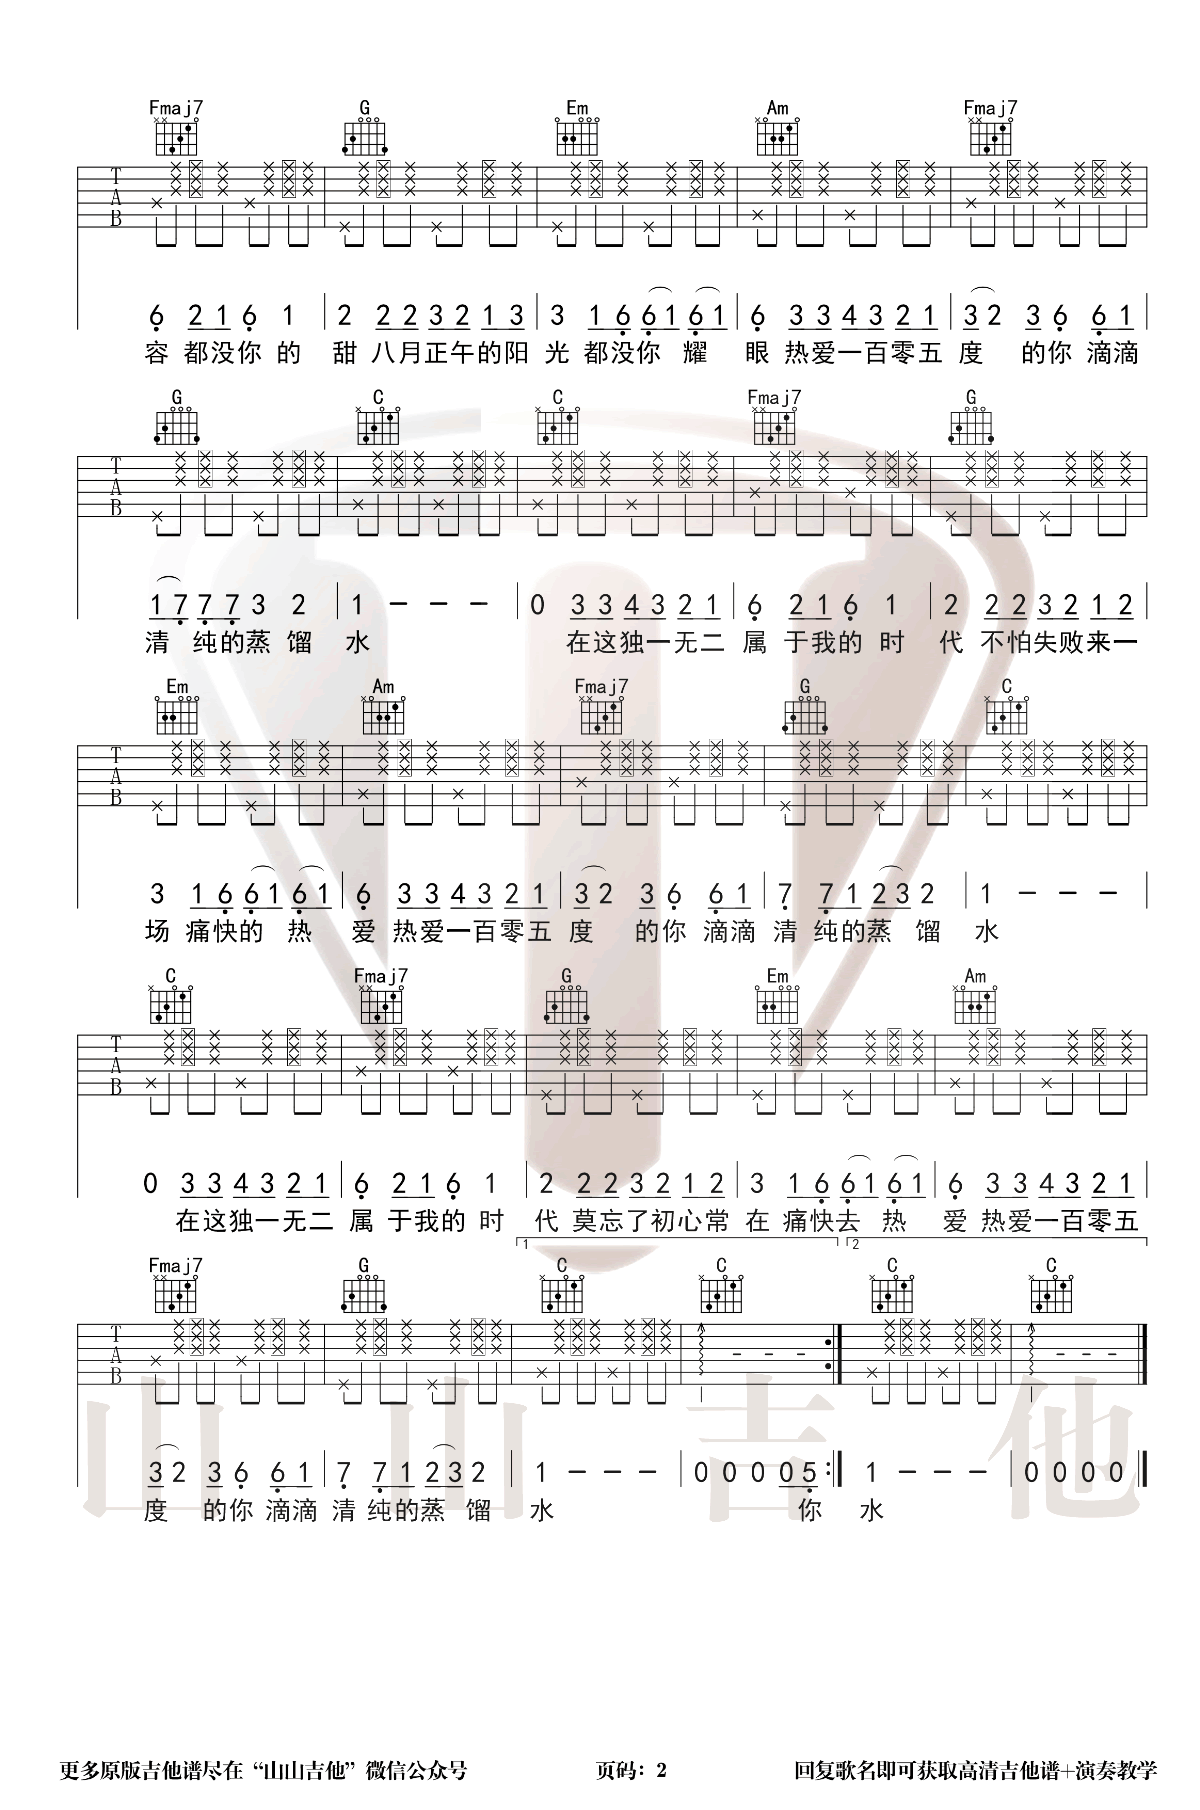 Fmaj7 G Em Am Fmaj7
T A B
6 2 1 6 1 | 2 2 2 3 2 1 3 | 3 1 6 6 1 6 1 | 6 3 3 4 3 2 1 | 3 2 3 6 6 1 |
容 都没你的 甜 八月正午的阳 光都没你 耀 眼热爱一百零五 度 的你滴滴
G C C Fmaj7 G
T A B
1 7 7 7 3 2 | 1 - - - | 0 3 3 4 3 2 1 | 6 2 1 6 1 | 2 2 2 3 2 1 2
清 纯的蒸 馏 水 在这独一无二 属 于我的时 代 不怕失败来一
Em Am Fmaj7 G C
T A B
3 1 6 6 1 6 1 | 6 3 3 4 3 2 1 | 3 2 3 6 6 1 | 7 7 1 2 3 2 | 1 - - - |
场 痛快的 热 爱 热爱一百零五 度 的你 滴滴 清 纯的蒸 馏 水
C Fmaj7 G Em Am
T A B
0 3 3 4 3 2 1 | 6 2 1 6 1 | 2 2 2 3 2 1 2 | 3 1 6 6 1 6 1 | 6 3 3 4 3 2 1 |
在这独一无二 属 于我的 时 代 莫忘了初心常 在 痛快去 热 爱 热爱一百零五
1 2
Fmaj7 G C C C C
T A B
3 2 3 6 6 1 | 7 7 1 2 3 2 | 1 - - - | 0 0 0 0 5 :| 1 - - - | 0 0 0 0 |
度 的你 滴滴 清 纯的蒸 馏 水 你 水
山山吉他
更多原版吉他谱尽在“山山吉他”微信公众号 页码：2 回复歌名即可获取高清吉他谱+演奏教学